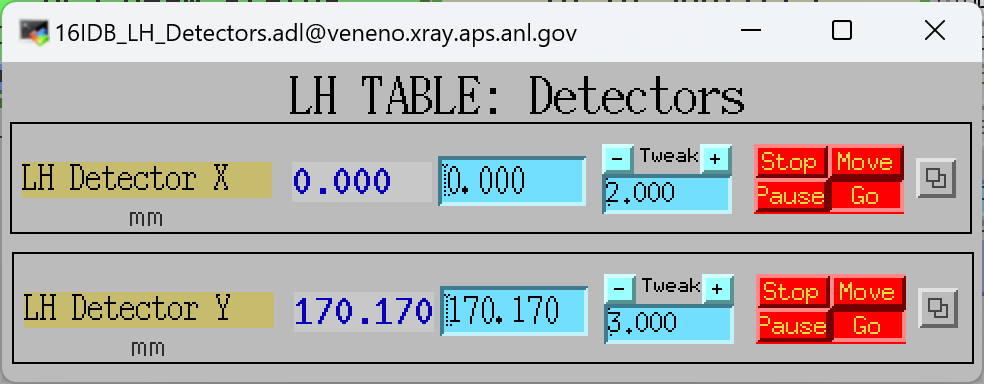 16IDB_LH_Detectors.adl@veneno.xray.aps.anl.gov
LH TABLE: Detectors
LH Detector X 0.000 0.000 - Tweak + Stop Move
2.000 Pause Go
mm
LH Detector Y 170.170 170.170 - Tweak + Stop Move
3.000 Pause Go
mm